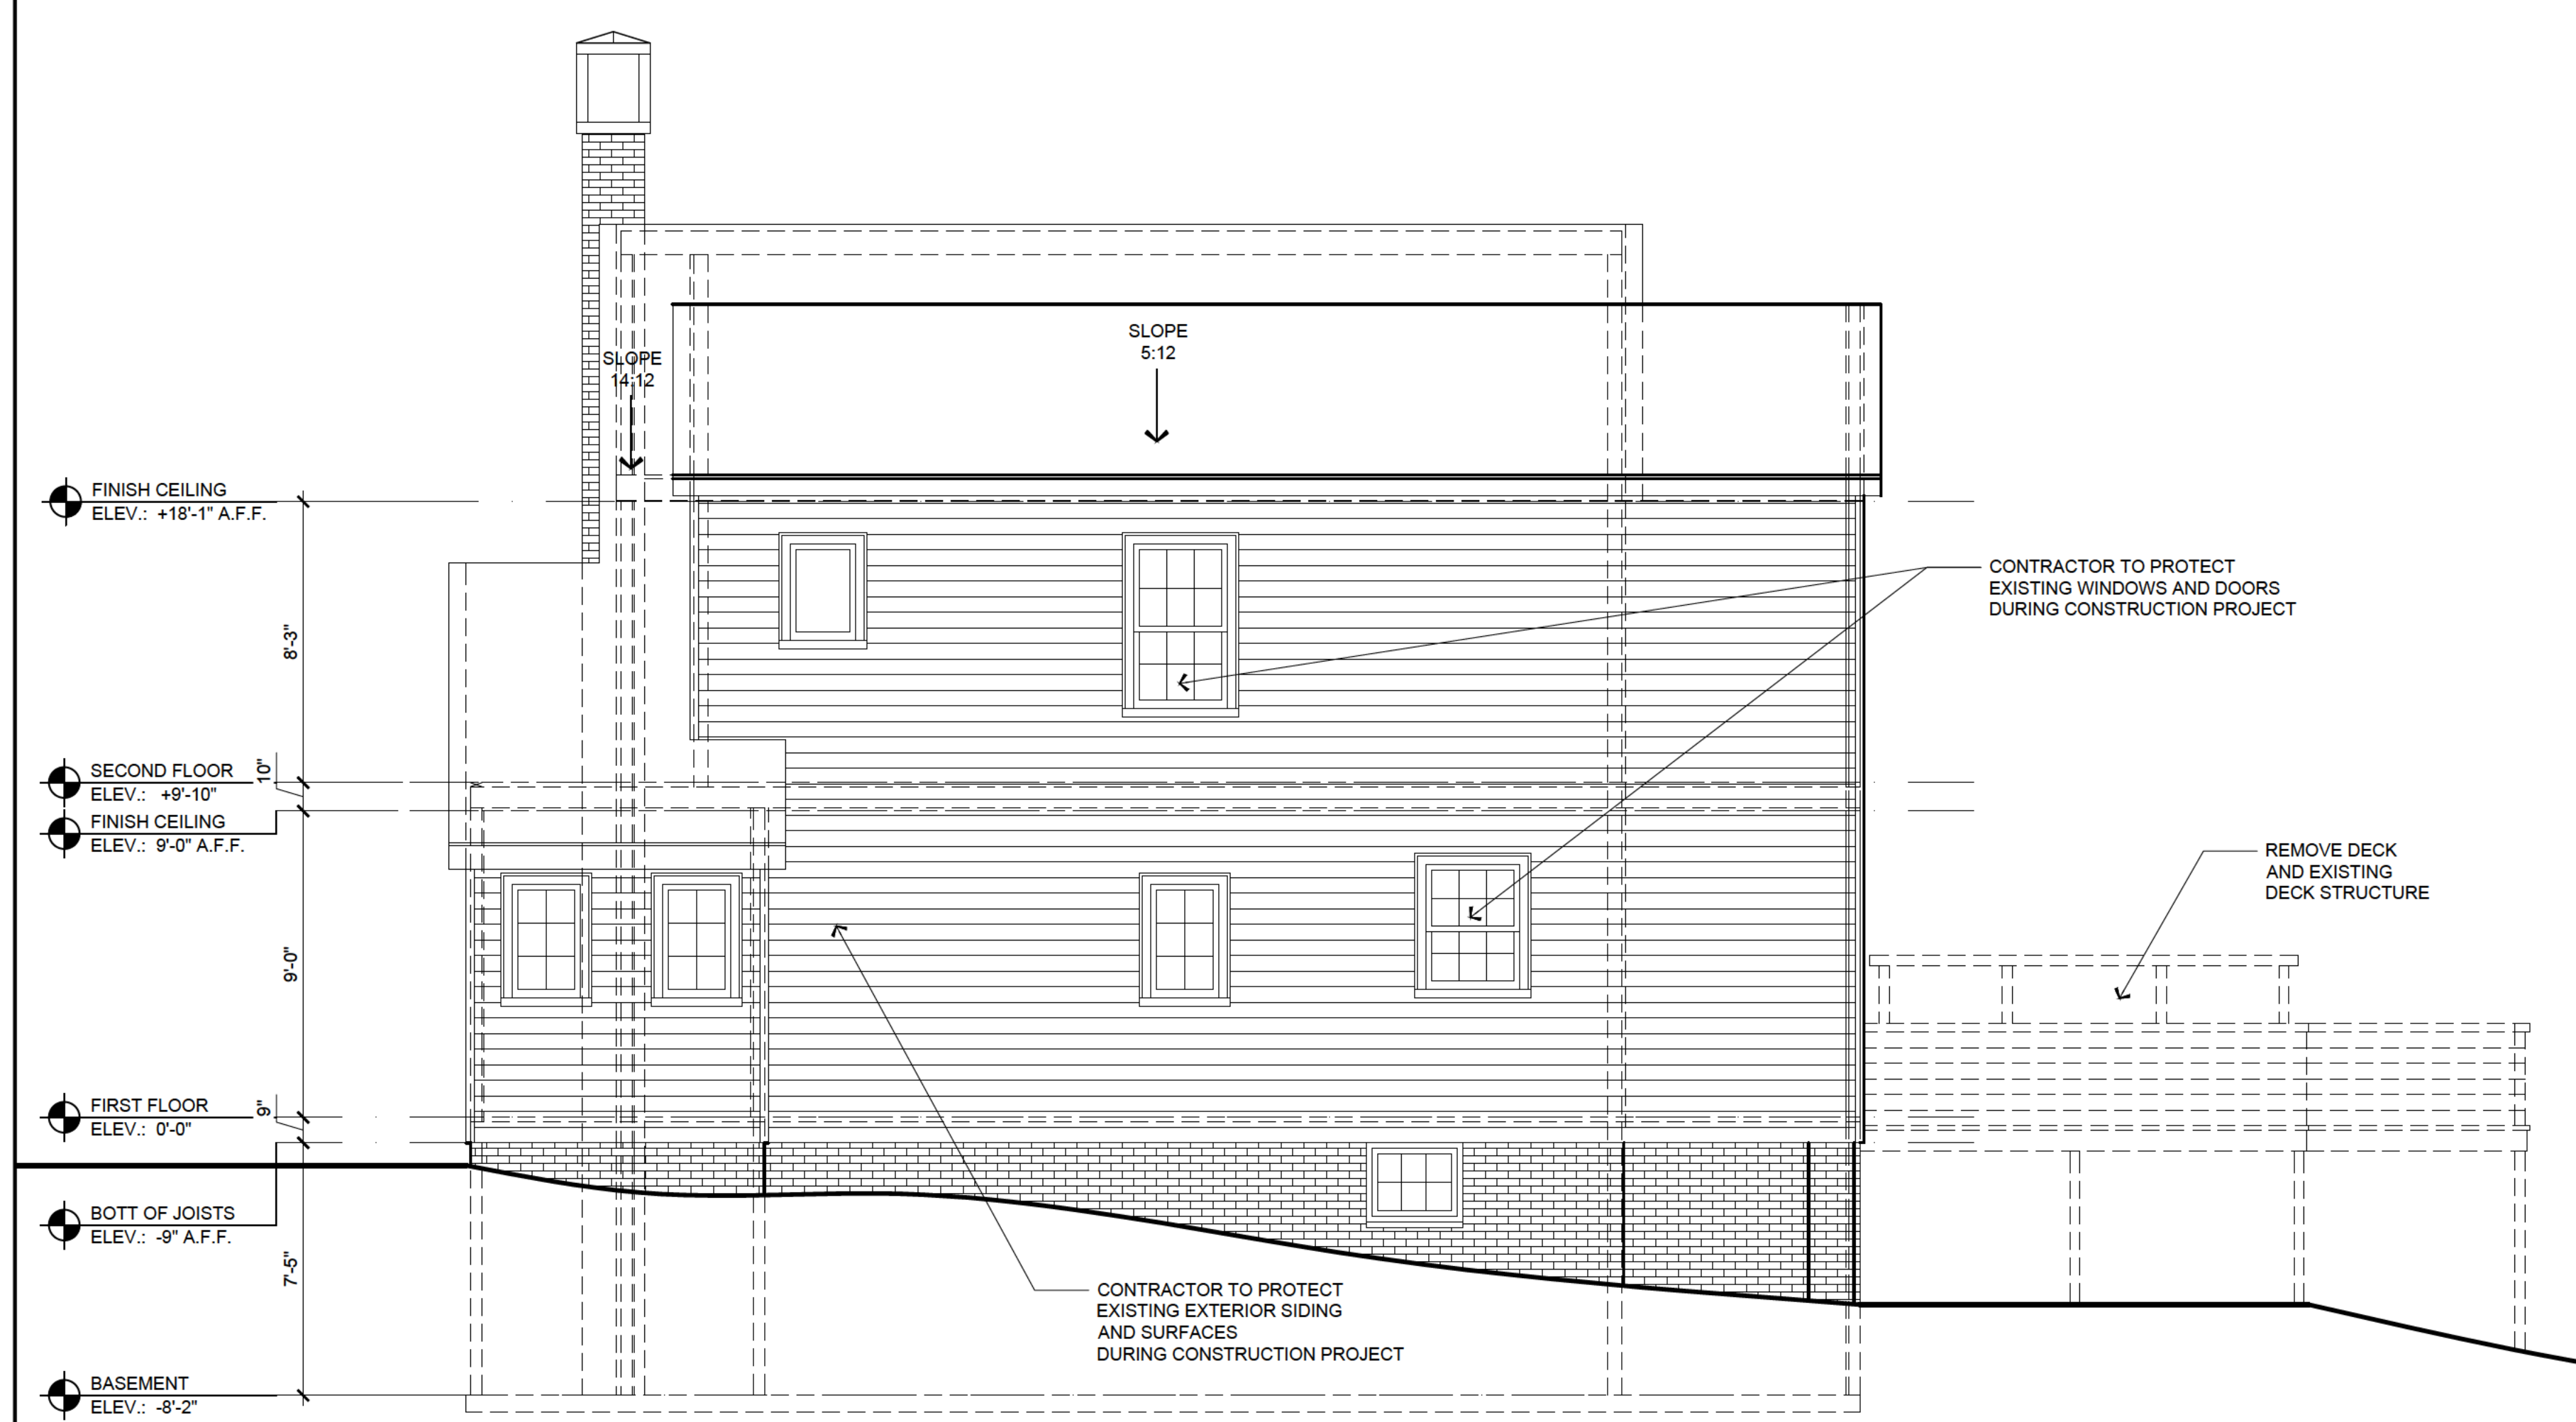 SLOPE
5:12
SLOPE
14:12
FINISH CEILING
ELEV.: +18'-1" A.F.F.
8'-3"
CONTRACTOR TO PROTECT
EXISTING WINDOWS AND DOORS
DURING CONSTRUCTION PROJECT
SECOND FLOOR
ELEV.: +9'-10"
10"
FINISH CEILING
ELEV.: 9'-0" A.F.F.
REMOVE DECK
AND EXISTING
DECK STRUCTURE
9'-0"
FIRST FLOOR
ELEV.: 0'-0"
9"
BOTT OF JOISTS
ELEV.: -9" A.F.F.
7'-5"
CONTRACTOR TO PROTECT
EXISTING EXTERIOR SIDING
AND SURFACES
DURING CONSTRUCTION PROJECT
BASEMENT
ELEV.: -8'-2"